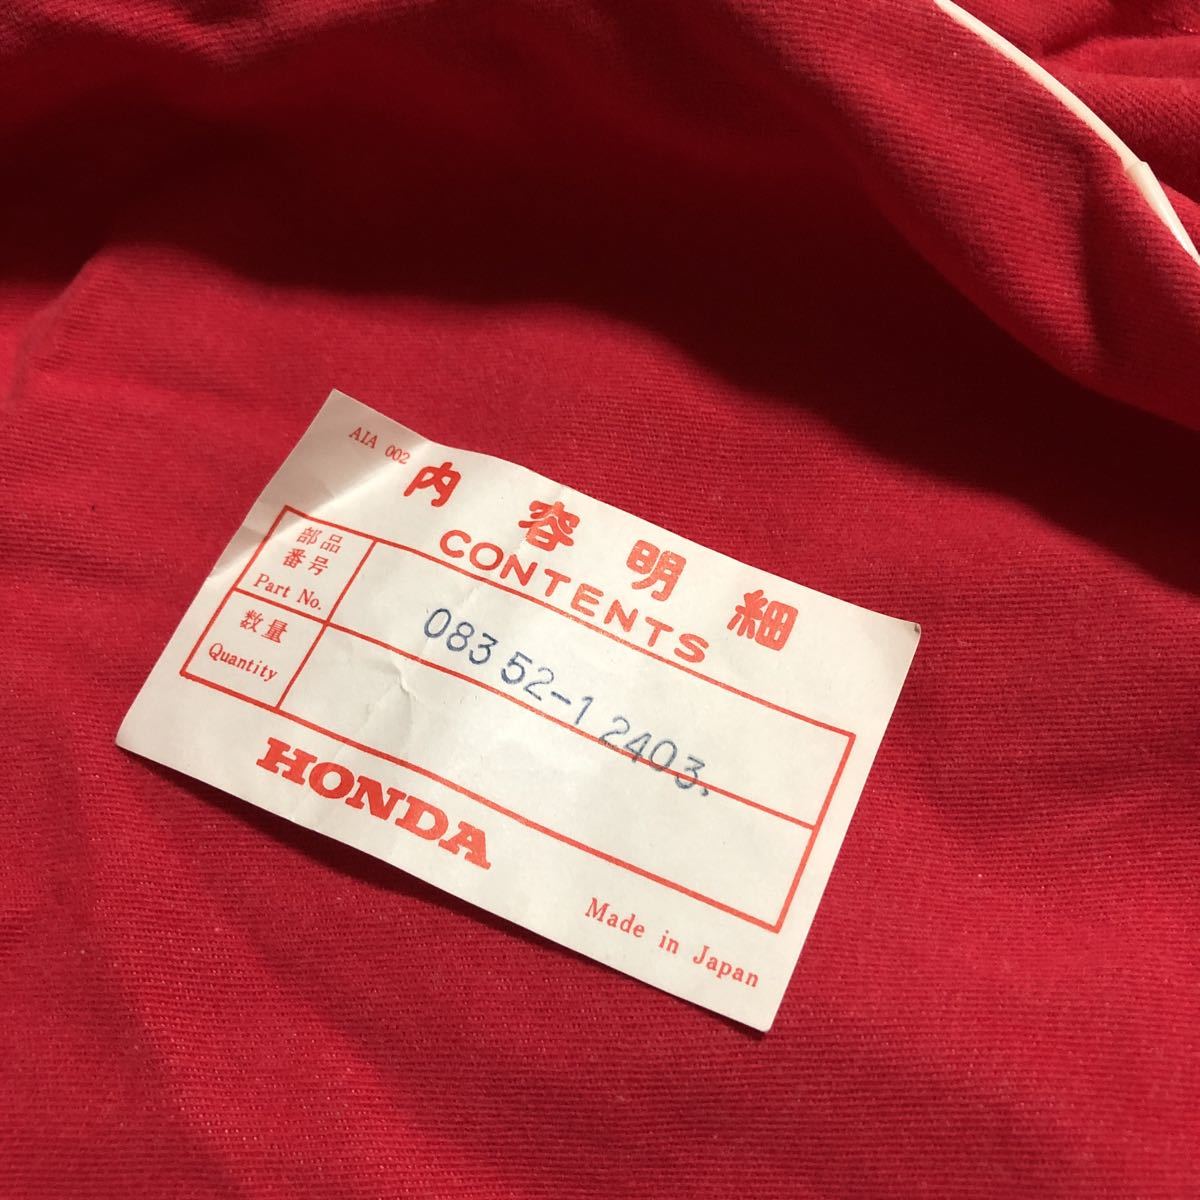 AIA 002
内容明細
CONTENTS
部品
番号
Part No.
08352-12403.
数量
Quantity
HONDA
Made in Japan